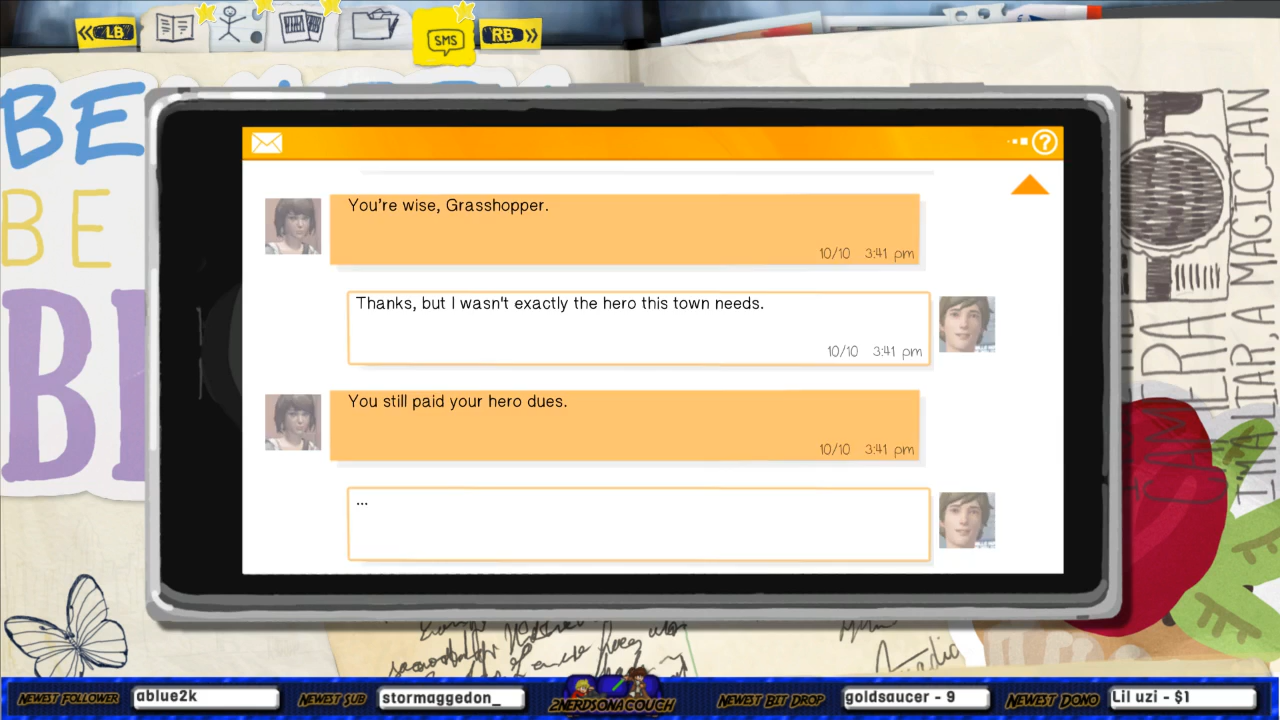 LB
SMS
RB
BE
BE
BE
You're wise, Grasshopper.
10/10 3:41 pm
Thanks, but I wasn't exactly the hero this town needs.
10/10 3:41 pm
You still paid your hero dues.
10/10 3:41 pm
...
I'M A LIAR, A MAGICIAN
NEWEST FOLLOWER
ablue2k
NEWEST SUB
stormaggedon_
2NERDSONACOUCH
NEWEST BIT DROP
goldsaucer - 9
NEWEST DONO
Lil uzi - $1